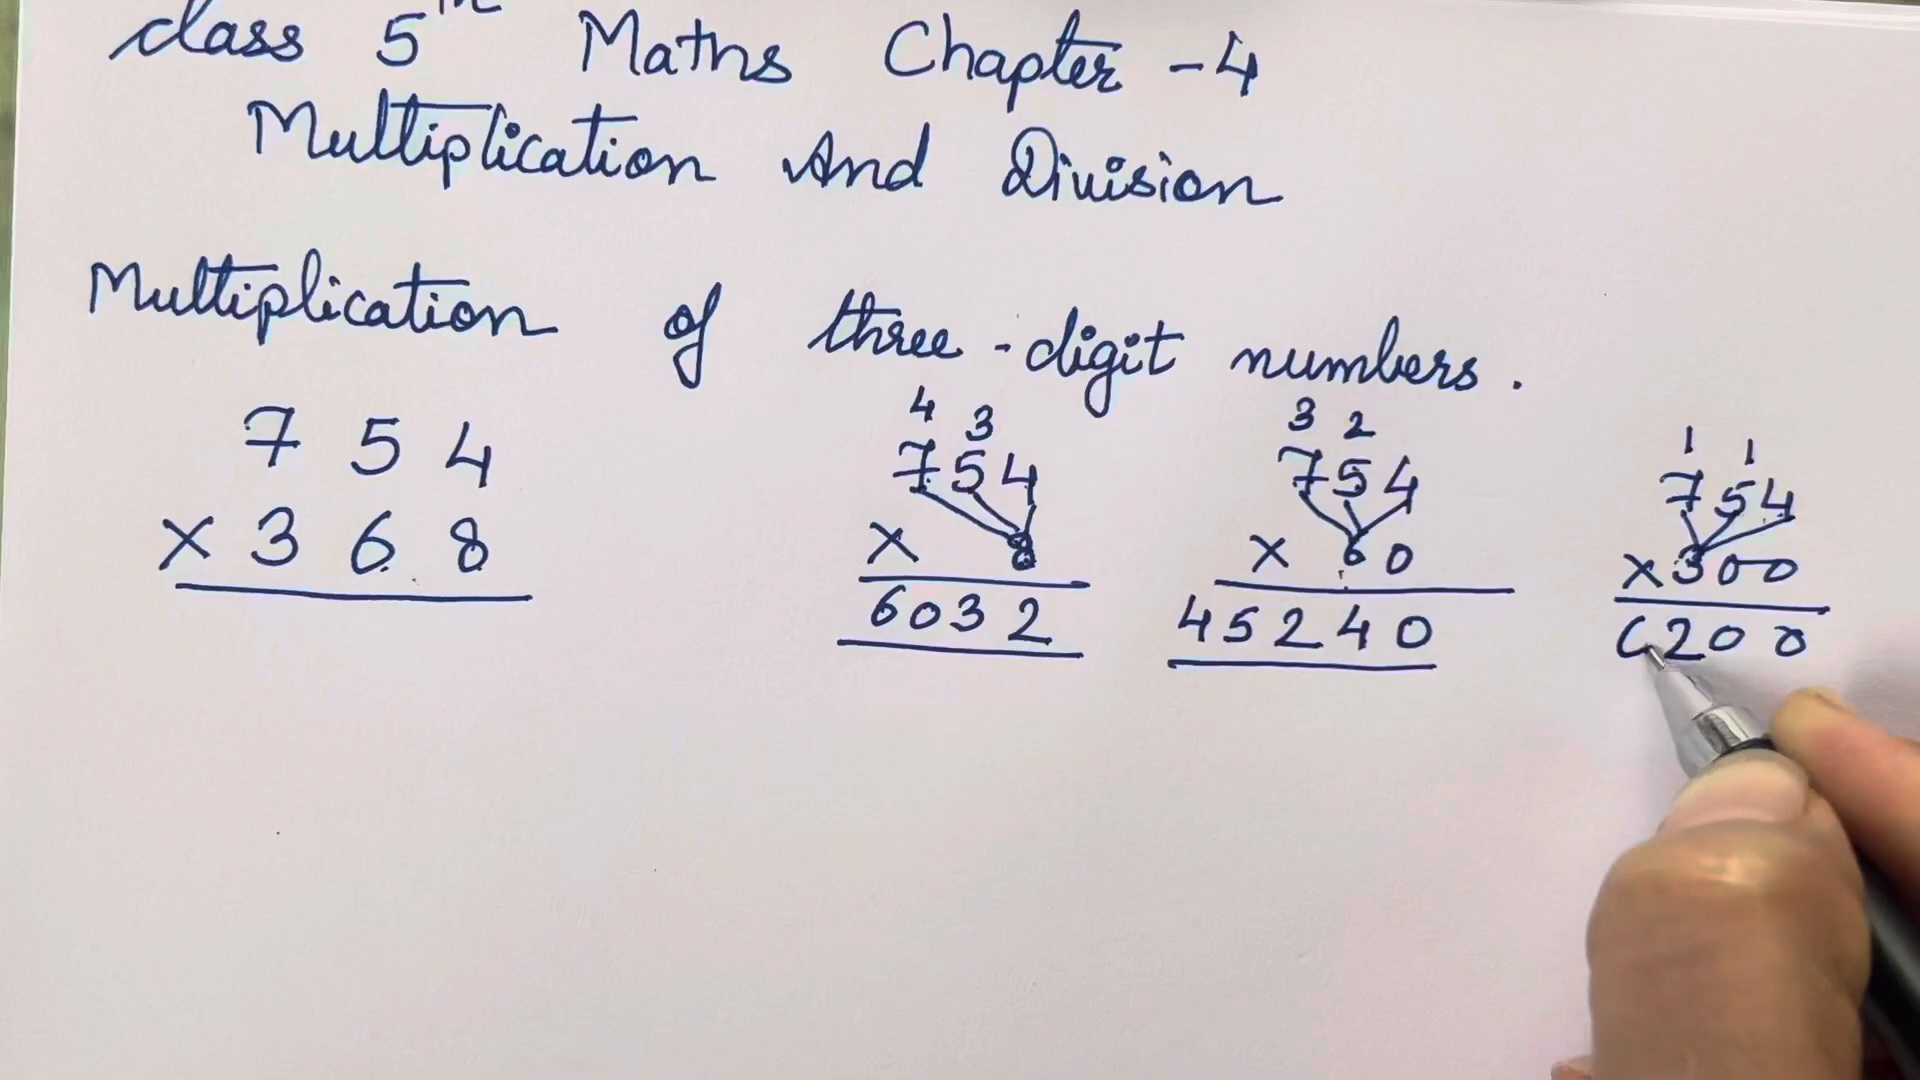 class 5th Maths Chapter - 4
Multiplication And Division
Multiplication of three - digit numbers .
7 5 4
× 3 6 8
4 3
754
× 8
6032
3 2
754
× 60
45240
1 1
754
×300
200